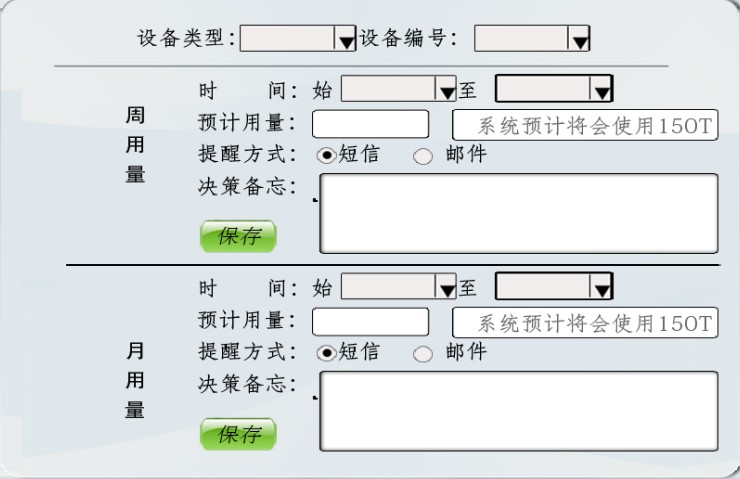 设备类型： 设备编号：
周用量
时 间：始 至
预计用量： 系统预计将会使用150T
提醒方式： 短信 邮件
决策备忘：
保存
月用量
时 间：始 至
预计用量： 系统预计将会使用150T
提醒方式： 短信 邮件
决策备忘：
保存